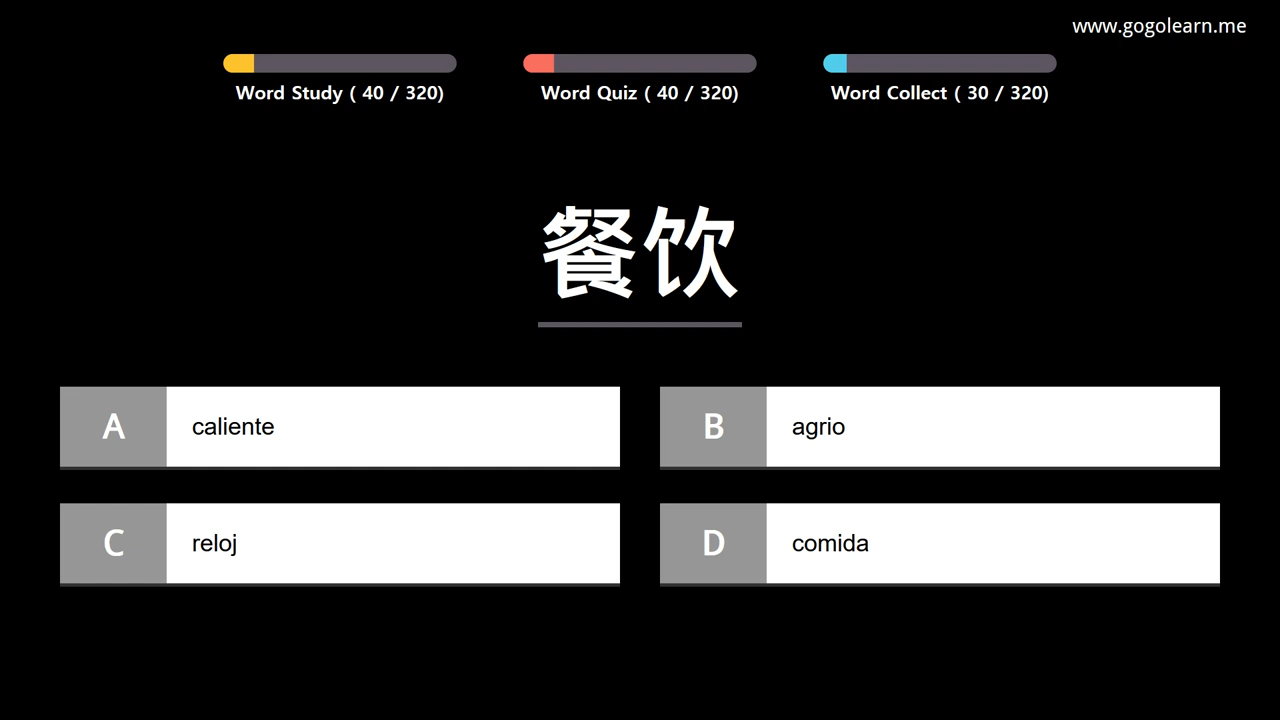 www.gogolearn.me
Word Study ( 40 / 320)
Word Quiz ( 40 / 320)
Word Collect ( 30 / 320)
餐饮
A caliente
B agrio
C reloj
D comida